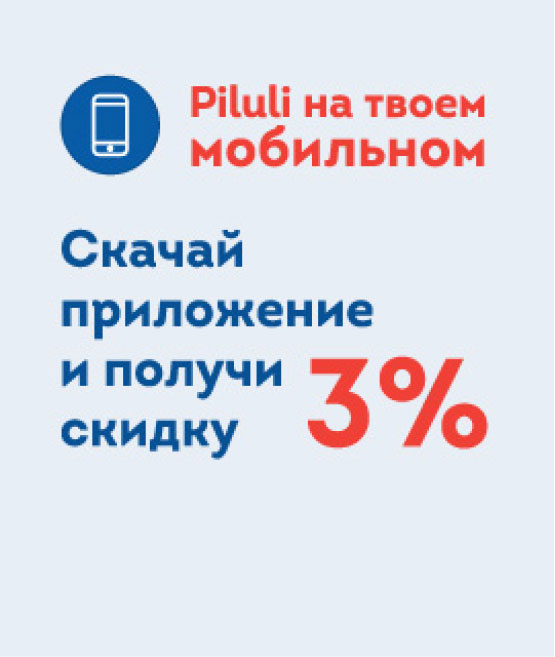 Piluli на твоем
мобильном
Скачай
приложение
и получи
скидку 3%